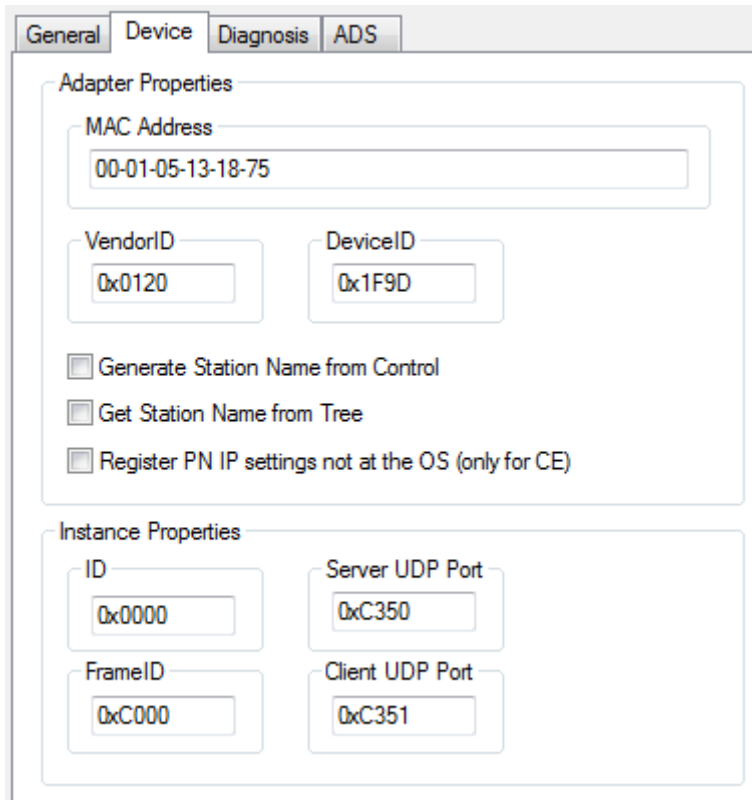 General Device Diagnosis ADS
Adapter Properties
MAC Address
00-01-05-13-18-75
VendorID DeviceID
0x0120 0x1F9D
Generate Station Name from Control
Get Station Name from Tree
Register PN IP settings not at the OS (only for CE)
Instance Properties
ID Server UDP Port
0x0000 0xC350
FrameID Client UDP Port
0xC000 0xC351